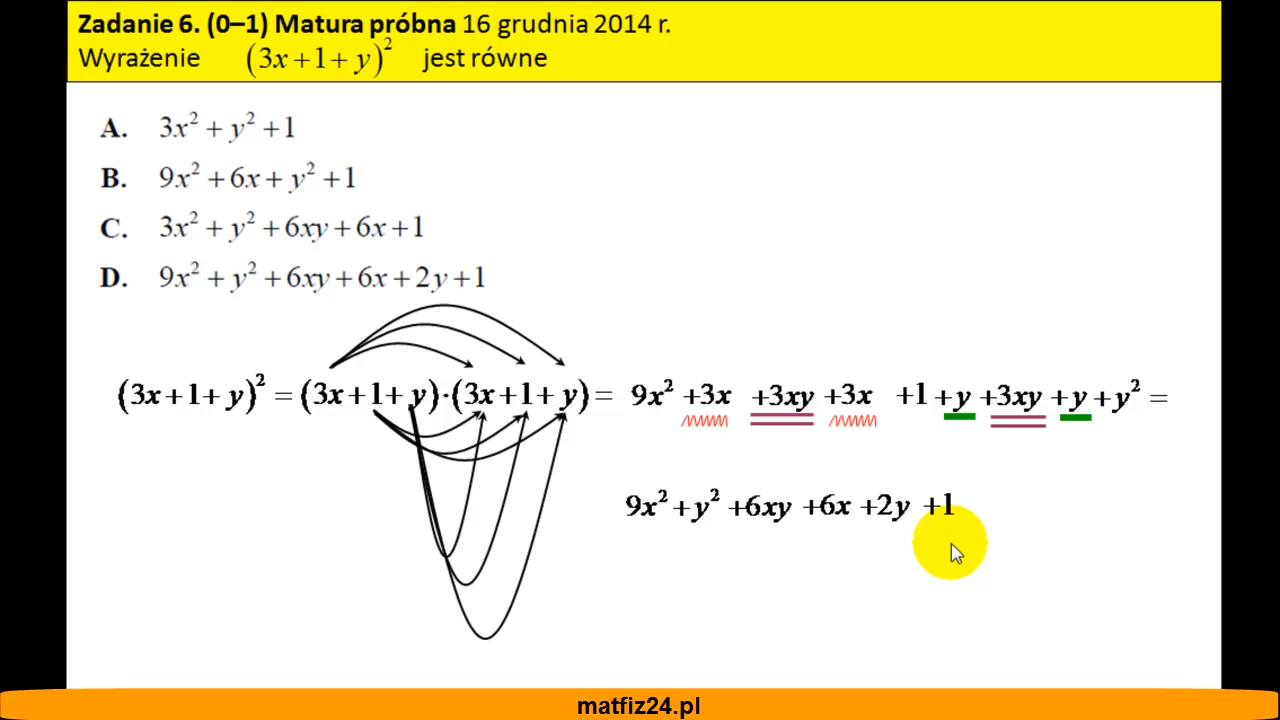 Zadanie 6. (0–1) Matura próbna 16 grudnia 2014 r.
Wyrażenie (3x+1+y)² jest równe
A. 3x² + y² +1
B. 9x² +6x+ y² +1
C. 3x² + y² +6xy+6x+1
D. 9x² + y² +6xy+6x+2y+1
(3x+1+y)² = (3x+1+y)·(3x+1+y) = 9x² +3x +3xy +3x +1 +y +3xy +y + y² =
9x² + y² +6xy +6x +2y +1
matfiz24.pl